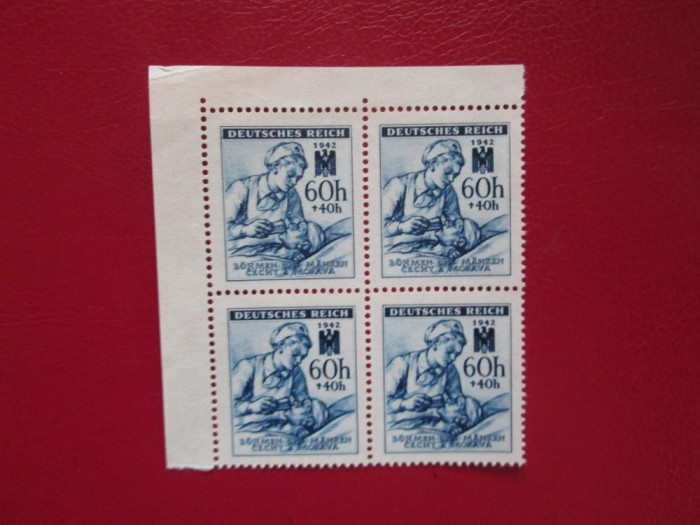 DEUTSCHES REICH
1942
60h
+40h
BÖHMEN U. MÄHREN
ČECHY A MORAVA
DEUTSCHES REICH
1942
60h
+40h
BÖHMEN U. MÄHREN
ČECHY A MORAVA
DEUTSCHES REICH
1942
60h
+40h
BÖHMEN U. MÄHREN
ČECHY A MORAVA
DEUTSCHES REICH
1942
60h
+40h
BÖHMEN U. MÄHREN
ČECHY A MORAVA